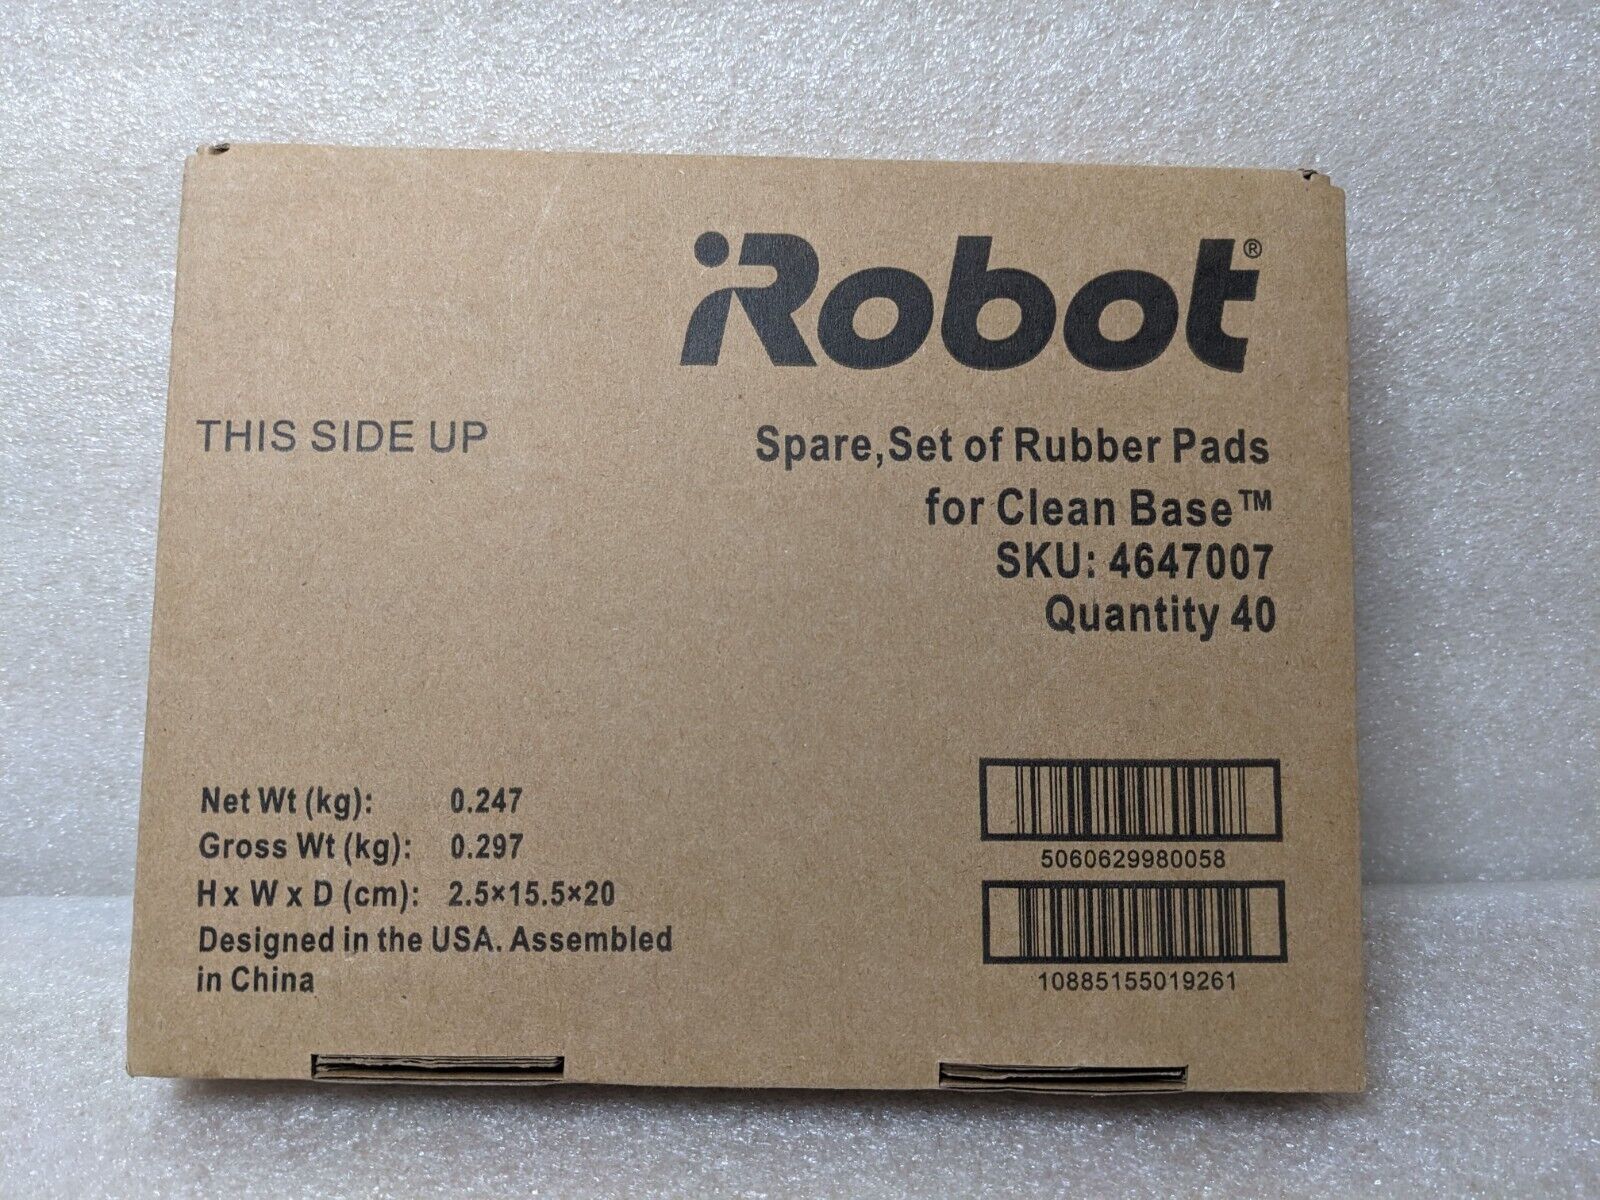 iRobot®
THIS SIDE UP
Spare,Set of Rubber Pads
for Clean Base™
SKU: 4647007
Quantity 40
Net Wt (kg): 0.247
Gross Wt (kg): 0.297
H x W x D (cm): 2.5×15.5×20
Designed in the USA. Assembled
in China
5060629980058
10885155019261